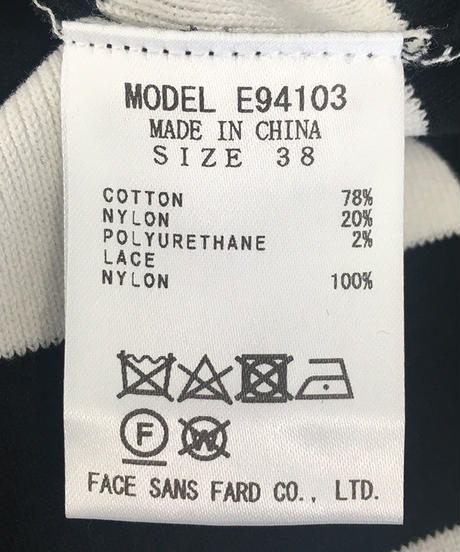 MODEL E94103
MADE IN CHINA
SIZE 38
COTTON 78%
NYLON 20%
POLYURETHANE 2%
LACE
NYLON 100%
F W
FACE SANS FARD CO., LTD.